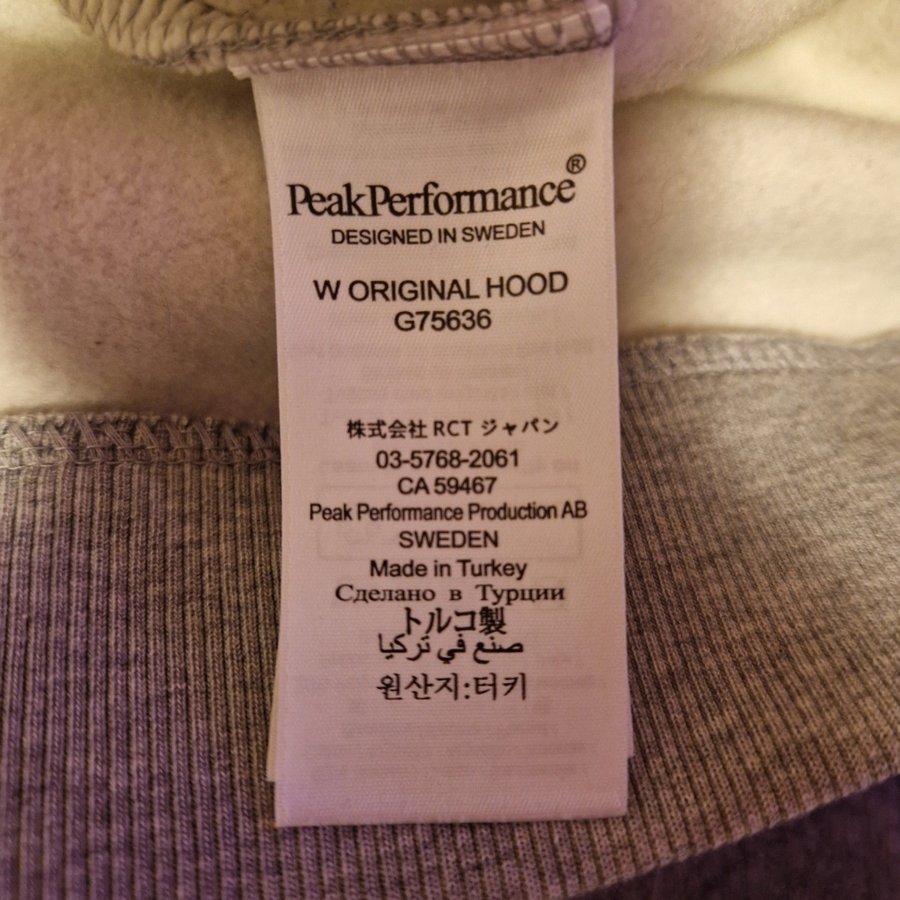 PeakPerformance®
DESIGNED IN SWEDEN
W ORIGINAL HOOD
G75636
株式会社 RCT ジャパン
03-5768-2061
CA 59467
Peak Performance Production AB
SWEDEN
Made in Turkey
Сделано в Турции
トルコ製
صنع في تركيا
원산지:터키